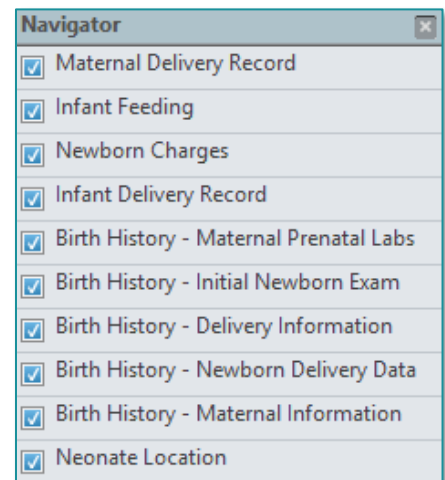 Navigator
Maternal Delivery Record
Infant Feeding
Newborn Charges
Infant Delivery Record
Birth History - Maternal Prenatal Labs
Birth History - Initial Newborn Exam
Birth History - Delivery Information
Birth History - Newborn Delivery Data
Birth History - Maternal Information
Neonate Location